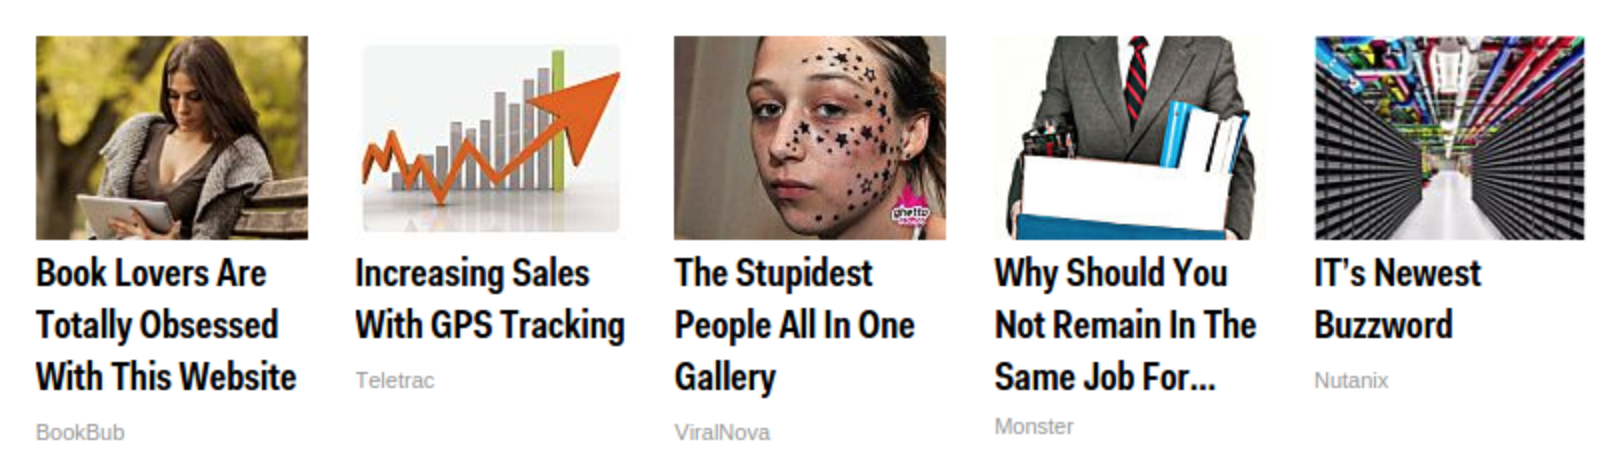 ghetto
Book Lovers Are
Totally Obsessed
With This Website
BookBub
Increasing Sales
With GPS Tracking
Teletrac
The Stupidest
People All In One
Gallery
ViralNova
Why Should You
Not Remain In The
Same Job For...
Monster
IT's Newest
Buzzword
Nutanix